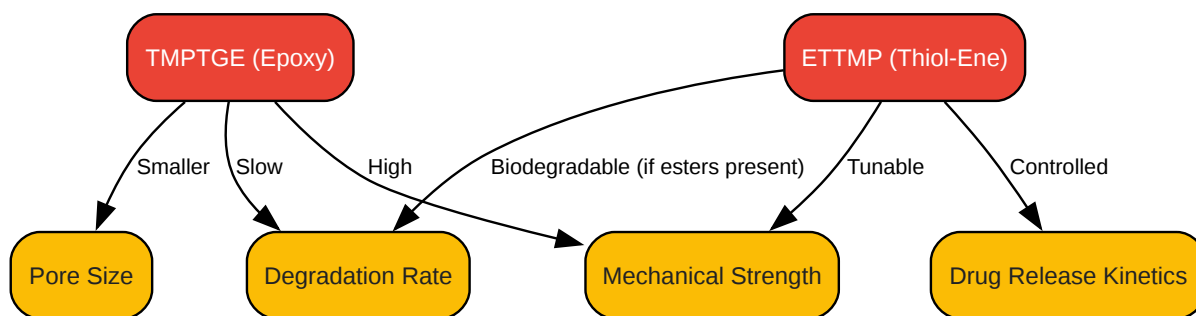 TMPTGE (Epoxy)
ETTMP (Thiol-Ene)
Smaller
Slow
High
Biodegradable (if esters present)
Tunable
Controlled
Pore Size
Degradation Rate
Mechanical Strength
Drug Release Kinetics